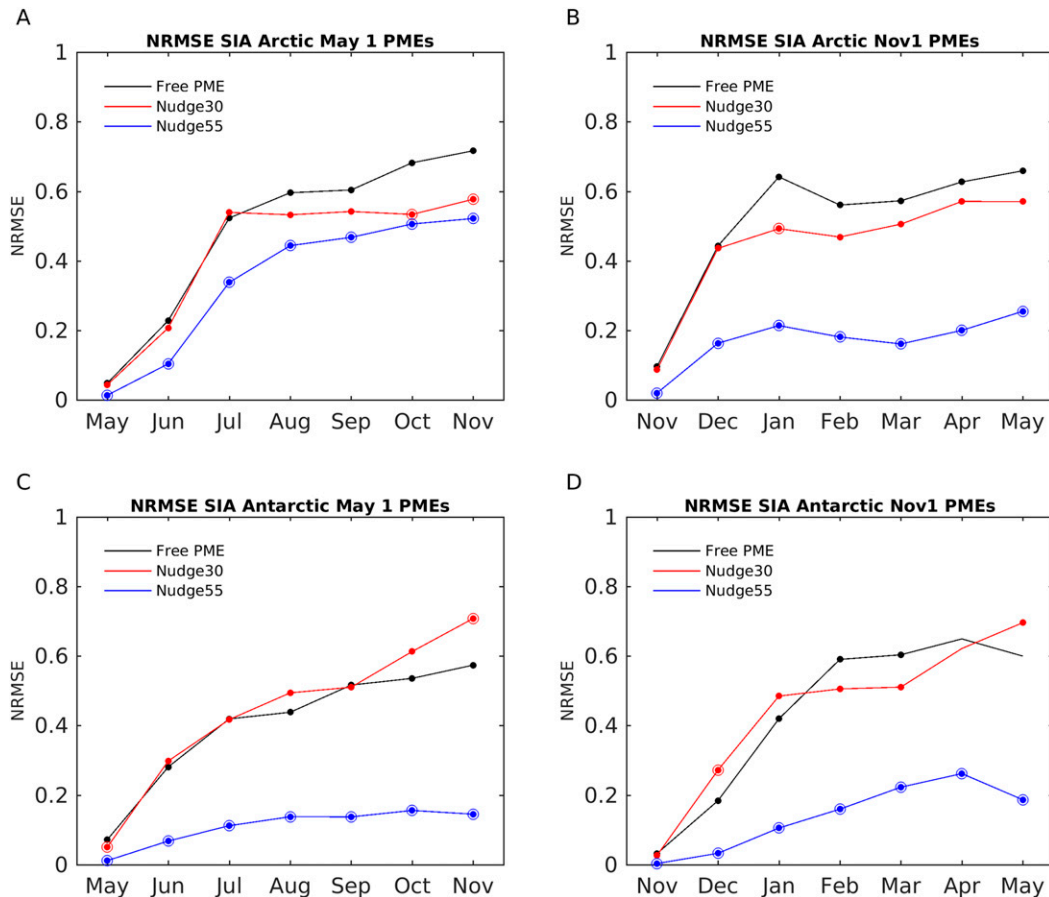 A
NRMSE SIA Arctic May 1 PMEs
1
0.8
0.6
0.4
0.2
0
NRMSE
Free PME
Nudge30
Nudge55
May Jun Jul Aug Sep Oct Nov
B
NRMSE SIA Arctic Nov1 PMEs
1
0.8
0.6
0.4
0.2
0
NRMSE
Free PME
Nudge30
Nudge55
Nov Dec Jan Feb Mar Apr May
C
NRMSE SIA Antarctic May 1 PMEs
1
0.8
0.6
0.4
0.2
0
NRMSE
Free PME
Nudge30
Nudge55
May Jun Jul Aug Sep Oct Nov
D
NRMSE SIA Antarctic Nov1 PMEs
1
0.8
0.6
0.4
0.2
0
NRMSE
Free PME
Nudge30
Nudge55
Nov Dec Jan Feb Mar Apr May